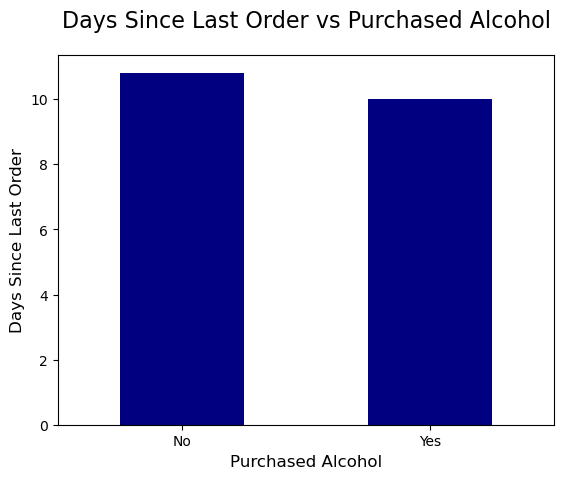 Days Since Last Order vs Purchased Alcohol
Days Since Last Order
10
8
6
4
2
0
No
Yes
Purchased Alcohol